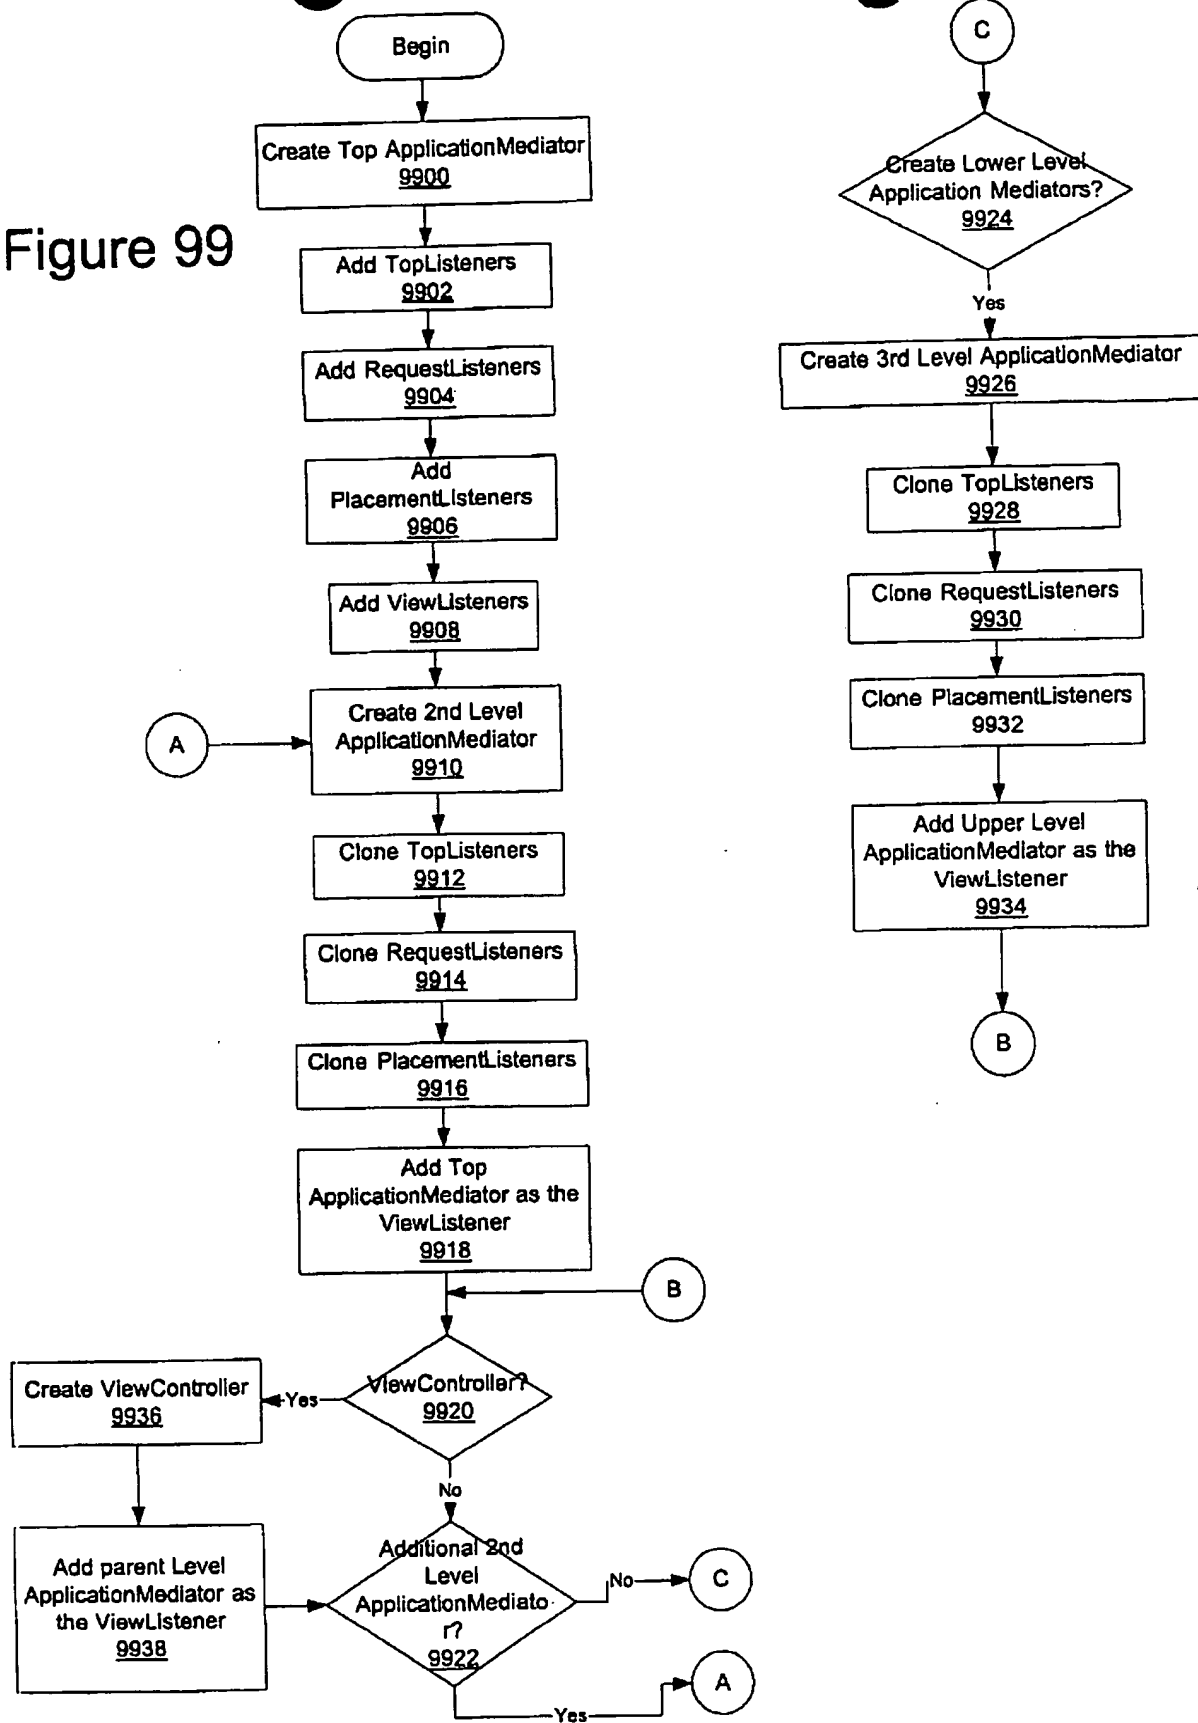 Begin
Create Top ApplicationMediator
9900
Figure 99
Add TopListeners
9902
Add RequestListeners
9904
Add
PlacementListeners
9906
Add ViewListeners
9908
A
Create 2nd Level
ApplicationMediator
9910
Clone TopListeners
9912
Clone RequestListeners
9914
Clone PlacementListeners
9916
Add Top
ApplicationMediator as the
ViewListener
9918
B
ViewController?
9920
Yes
Create ViewController
9936
No
Add parent Level
ApplicationMediator as
the ViewListener
9938
Additional 2nd
Level
ApplicationMediato
r?
9922
No
C
Yes
A
C
Create Lower Level
Application Mediators?
9924
Yes
Create 3rd Level ApplicationMediator
9926
Clone TopListeners
9928
Clone RequestListeners
9930
Clone PlacementListeners
9932
Add Upper Level
ApplicationMediator as the
ViewListener
9934
B